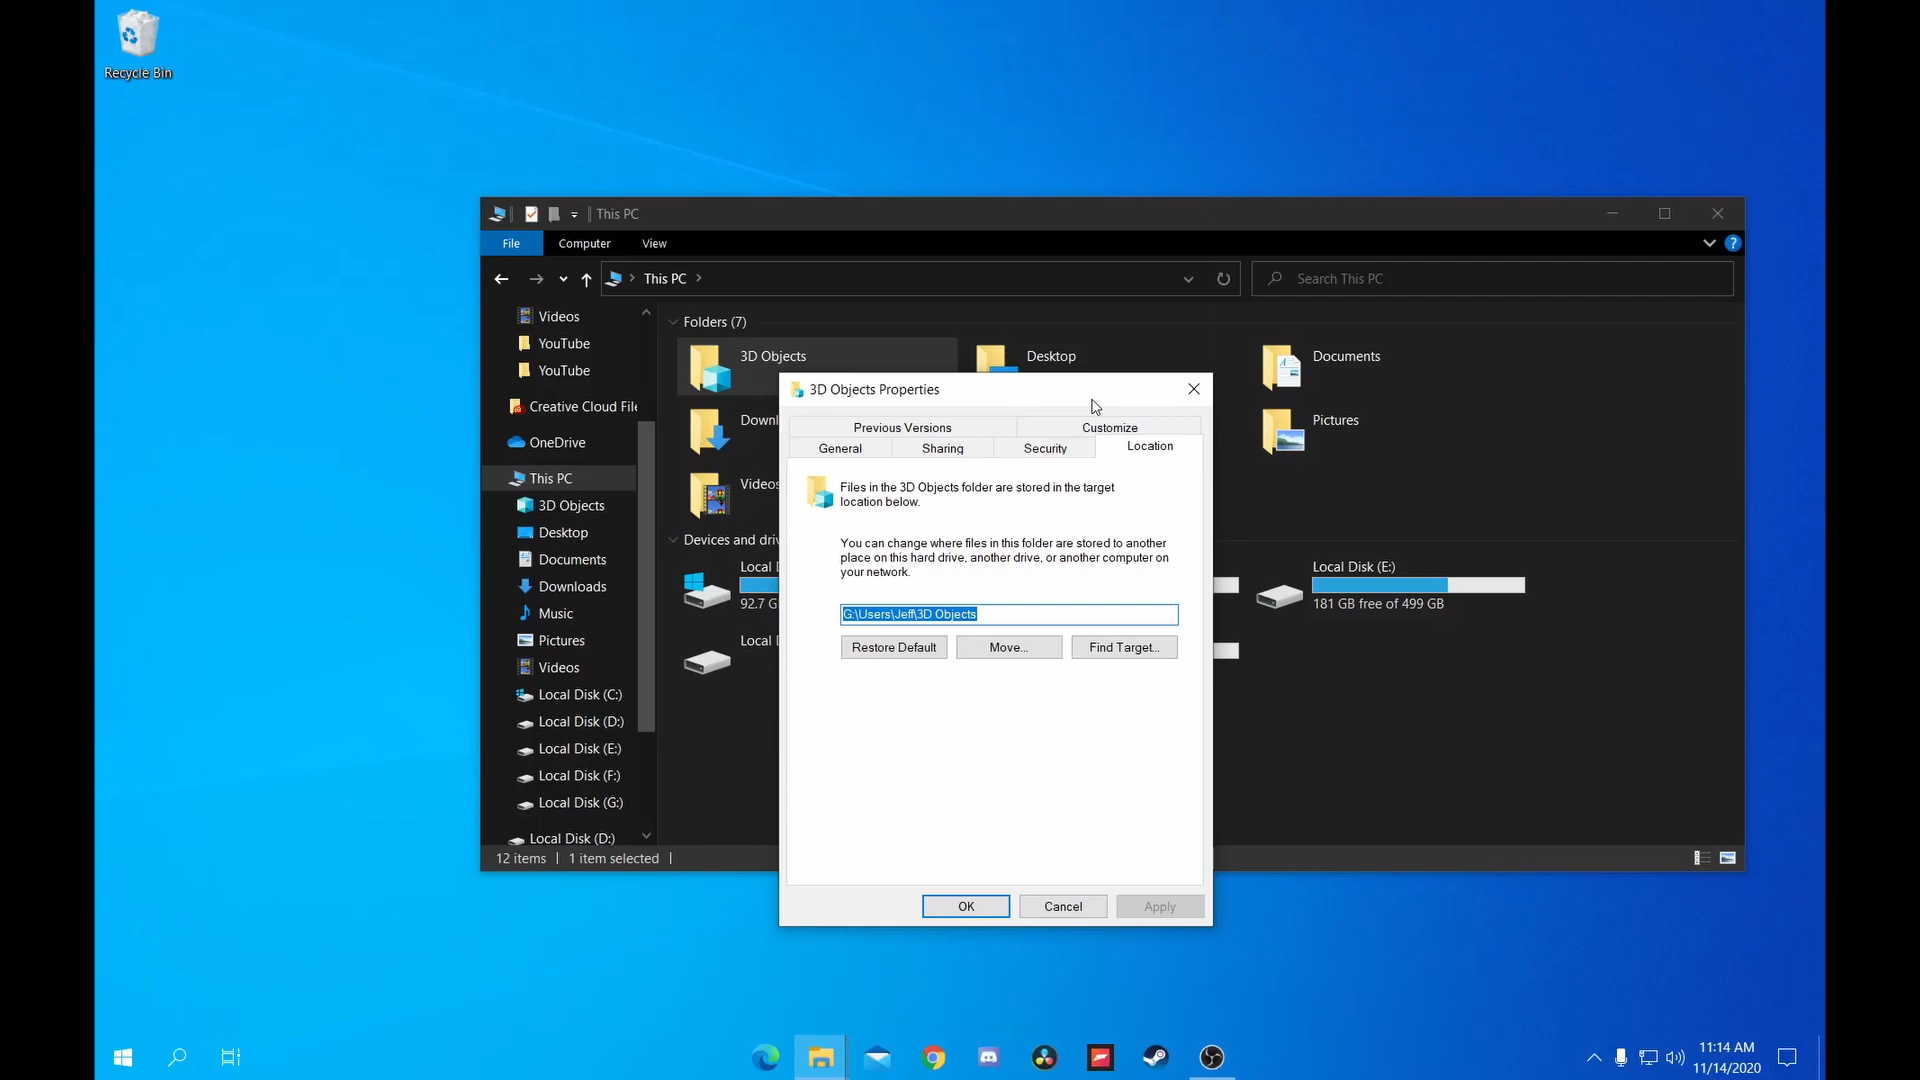 Recycle Bin
This PC
File
Computer
View
This PC
Search This PC
Videos
YouTube
YouTube
Creative Cloud File
OneDrive
This PC
3D Objects
Desktop
Documents
Downloads
Music
Pictures
Videos
Local Disk (C:)
Local Disk (D:)
Local Disk (E:)
Local Disk (F:)
Local Disk (G:)
Local Disk (D:)
Folders (7)
3D Objects
Desktop
Documents
Downl
Pictures
Videos
Devices and driv
Local D
92.7 G
Local Disk (E:)
181 GB free of 499 GB
Local D
3D Objects Properties
Previous Versions
Customize
General
Sharing
Security
Location
Files in the 3D Objects folder are stored in the target
location below.
You can change where files in this folder are stored to another
place on this hard drive, another drive, or another computer on
your network.
G:\Users\Jeff\3D Objects
Restore Default
Move...
Find Target...
OK
Cancel
Apply
12 items
1 item selected
11:14 AM
11/14/2020